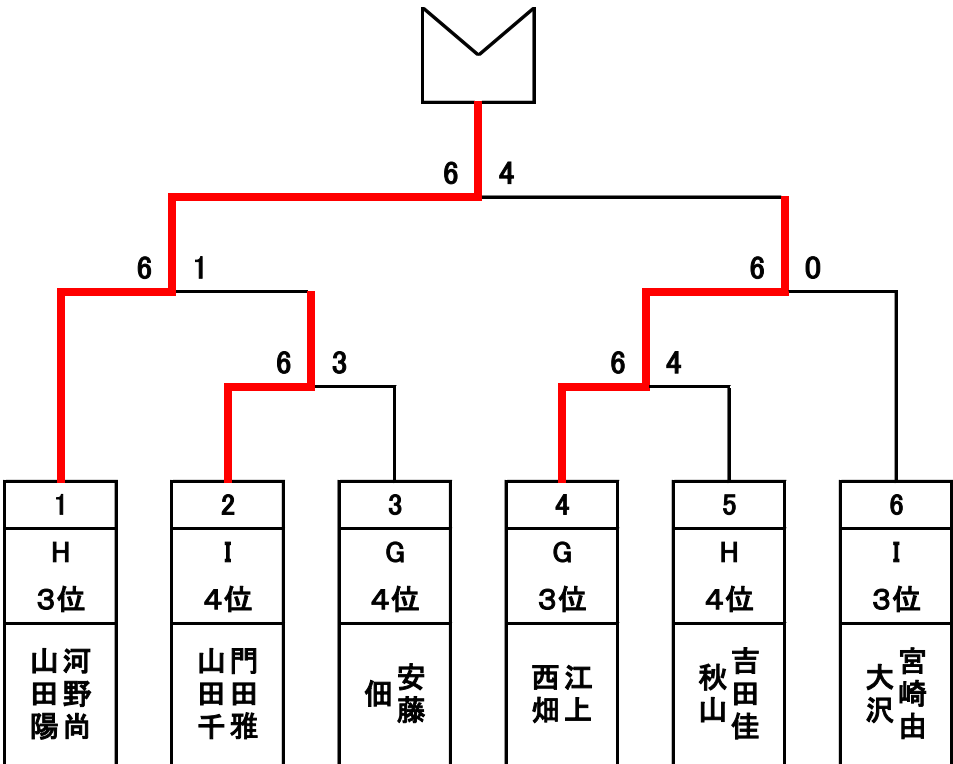 6 4
6 1
6 0
6 3
6 4
1 2 3 4 5 6
H I G G H I
3位 4位 4位 3位 4位 3位
河野尚
山田陽
門田雅
山田千
安藤
佃
江上
西畑
吉田佳
秋山
宮崎由
大沢